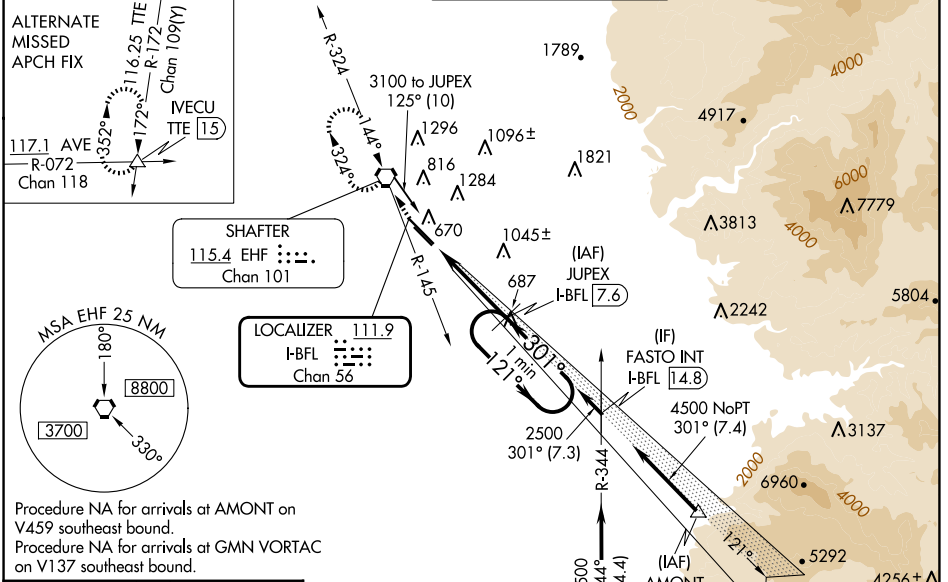 ALTERNATE
MISSED
APCH FIX
116.25 TTE
R-172
Chan 109(Y)
352°
172°
IVECU
TTE 15
117.1 AVE
R-072
Chan 118
R-324
3100 to JUPEX
125° (10)
144°
324°
1296
1096±
816
1284
1821
670
1045±
1789
4917
2000
4000
6000
7779
4000
3813
2242
5804
SHAFTER
115.4 EHF
Chan 101
R-145
LOCALIZER 111.9
I-BFL
Chan 56
(IAF)
JUPEX
I-BFL 7.6
687
301°
1 min
121°
(IF)
FASTO INT
I-BFL 14.8
4500 NoPT
301° (7.4)
2500
301° (7.3)
R-344
3137
2000
6960
4000
121°
5292
(IAF)
AMONT
4256±
MSA EHF 25 NM
180°
8800
3700
330°
Procedure NA for arrivals at AMONT on
V459 southeast bound.
Procedure NA for arrivals at GMN VORTAC
on V137 southeast bound.